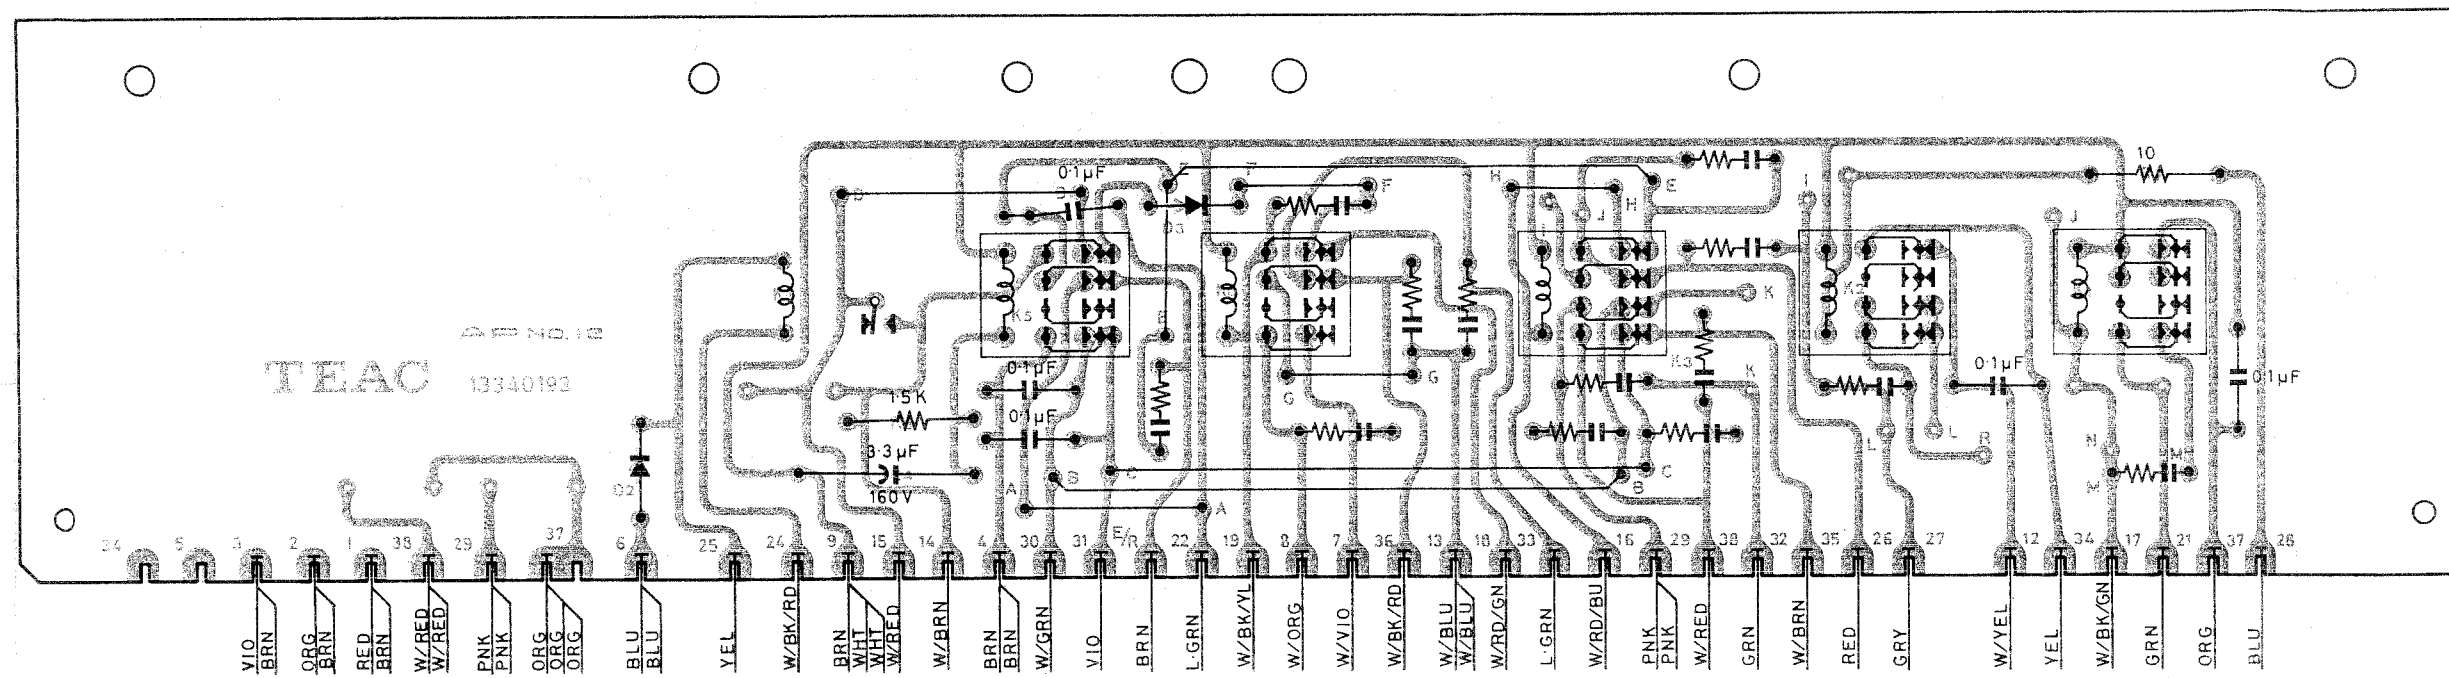 10
0·1µF
Z
7
F
H
E
I
D
J
H
J
D3
K
K5
E
K2
AP NO.12
TEAC
13340192
0·1µF
K3
0·1µF
0·1µF
G
K
G
1·5K
0·1µF
L
L
R
N
M
M
3·3µF
160V
D2
A
B
C
C
B
A
34 5 3 2 1 38 29 37 6 25 24 9 15 14 4 30 31 E/R 22 19 8 7 36 13 18 33 16 29 38 32 35 26 27 12 34 17 21 37 28
VIO
BRN
ORG
BRN
RED
BRN
W/RED
W/RED
PNK
PNK
ORG
ORG
ORG
BLU
BLU
YEL
W/BK/RD
BRN
WHT
WHT
W/RED
W/BRN
BRN
BRN
W/GRN
VIO
BRN
L·GRN
W/BK/YL
W/ORG
W/VIO
W/BK/RD
W/BLU
W/BLU
W/RD/GN
L·GRN
W/RD/BU
PNK
PNK
W/RED
GRN
W/BRN
RED
GRY
W/YEL
YEL
W/BK/GN
GRN
ORG
BLU